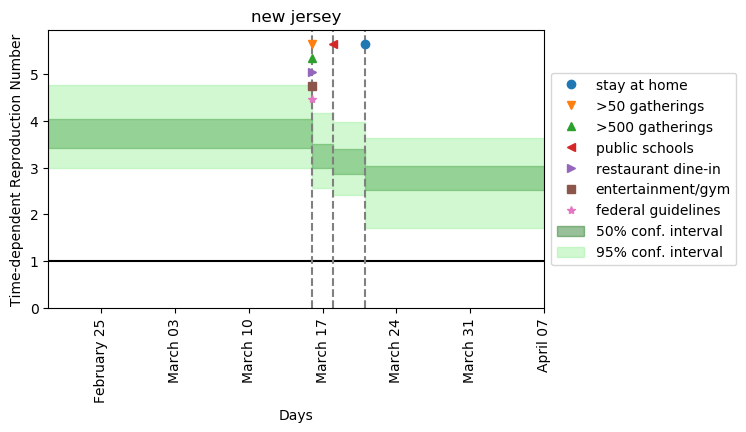 new jersey
Time-dependent Reproduction Number
5
4
3
2
1
0
February 25
March 03
March 10
March 17
March 24
March 31
April 07
Days
stay at home
>50 gatherings
>500 gatherings
public schools
restaurant dine-in
entertainment/gym
federal guidelines
50% conf. interval
95% conf. interval